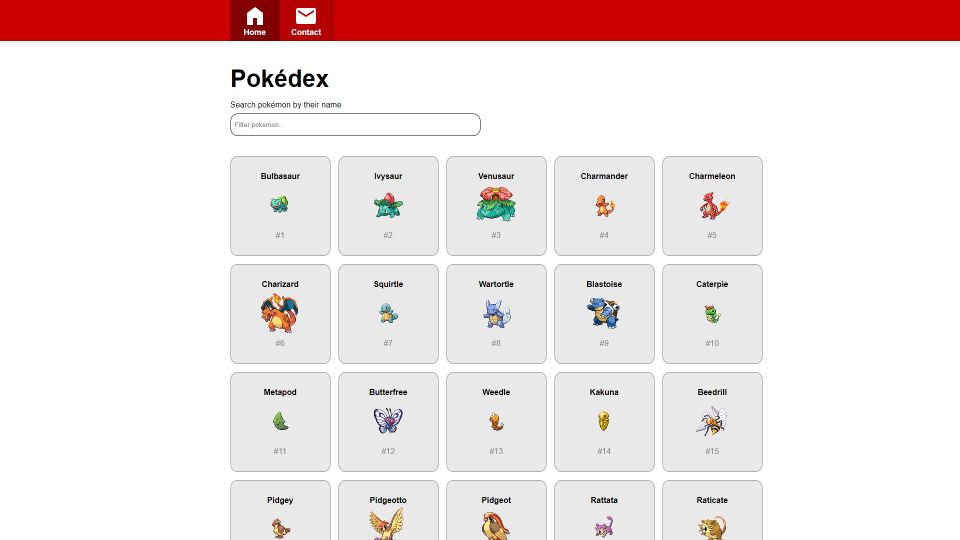 Home Contact
Pokédex
Search pokémon by their name
Filter pokemon...
Bulbasaur Ivysaur Venusaur Charmander Charmeleon
#1 #2 #3 #4 #5
Charizard Squirtle Wartortle Blastoise Caterpie
#6 #7 #8 #9 #10
Metapod Butterfree Weedle Kakuna Beedrill
#11 #12 #13 #14 #15
Pidgey Pidgeotto Pidgeot Rattata Raticate